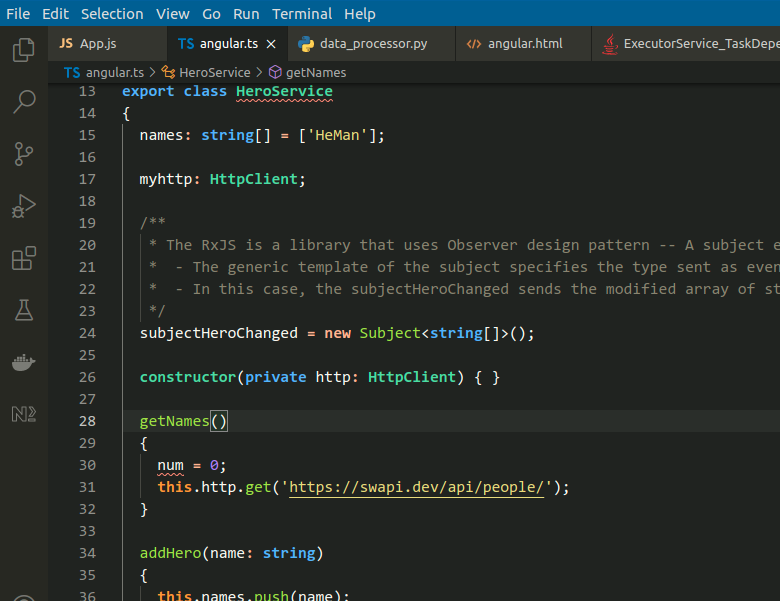 File Edit Selection View Go Run Terminal Help
JS App.js TS angular.ts × data_processor.py <> angular.html ExecutorService_TaskDepe
TS angular.ts > HeroService > getNames
13 export class HeroService
14 {
15 names: string[] = ['HeMan'];
16
17 myhttp: HttpClient;
18
19 /**
20 * The RxJS is a library that uses Observer design pattern -- A subject e
21 * - The generic template of the subject specifies the type sent as even
22 * - In this case, the subjectHeroChanged sends the modified array of st
23 */
24 subjectHeroChanged = new Subject<string[]>();
25
26 constructor(private http: HttpClient) { }
27
28 getNames()
29 {
30 num = 0;
31 this.http.get('https://swapi.dev/api/people/');
32 }
33
34 addHero(name: string)
35 {
36 this.names.push(name);